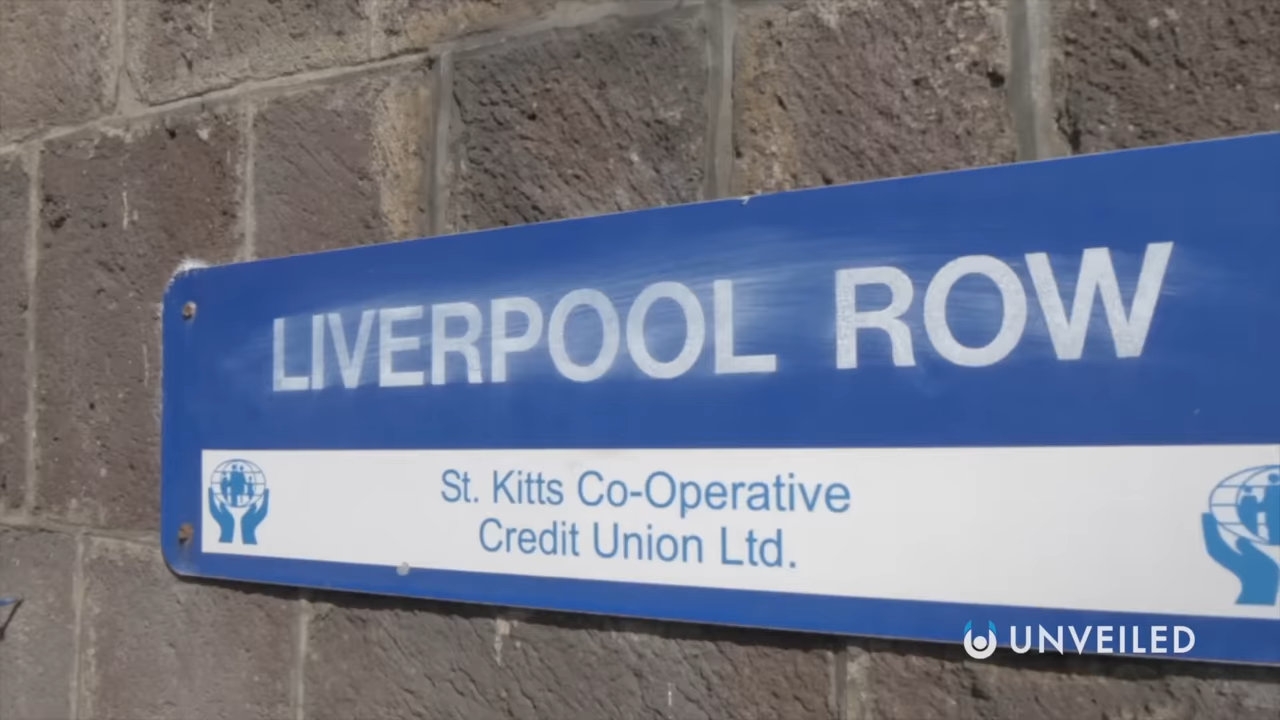 LIVERPOOL ROW
St. Kitts Co-Operative
Credit Union Ltd.
UNVEILED